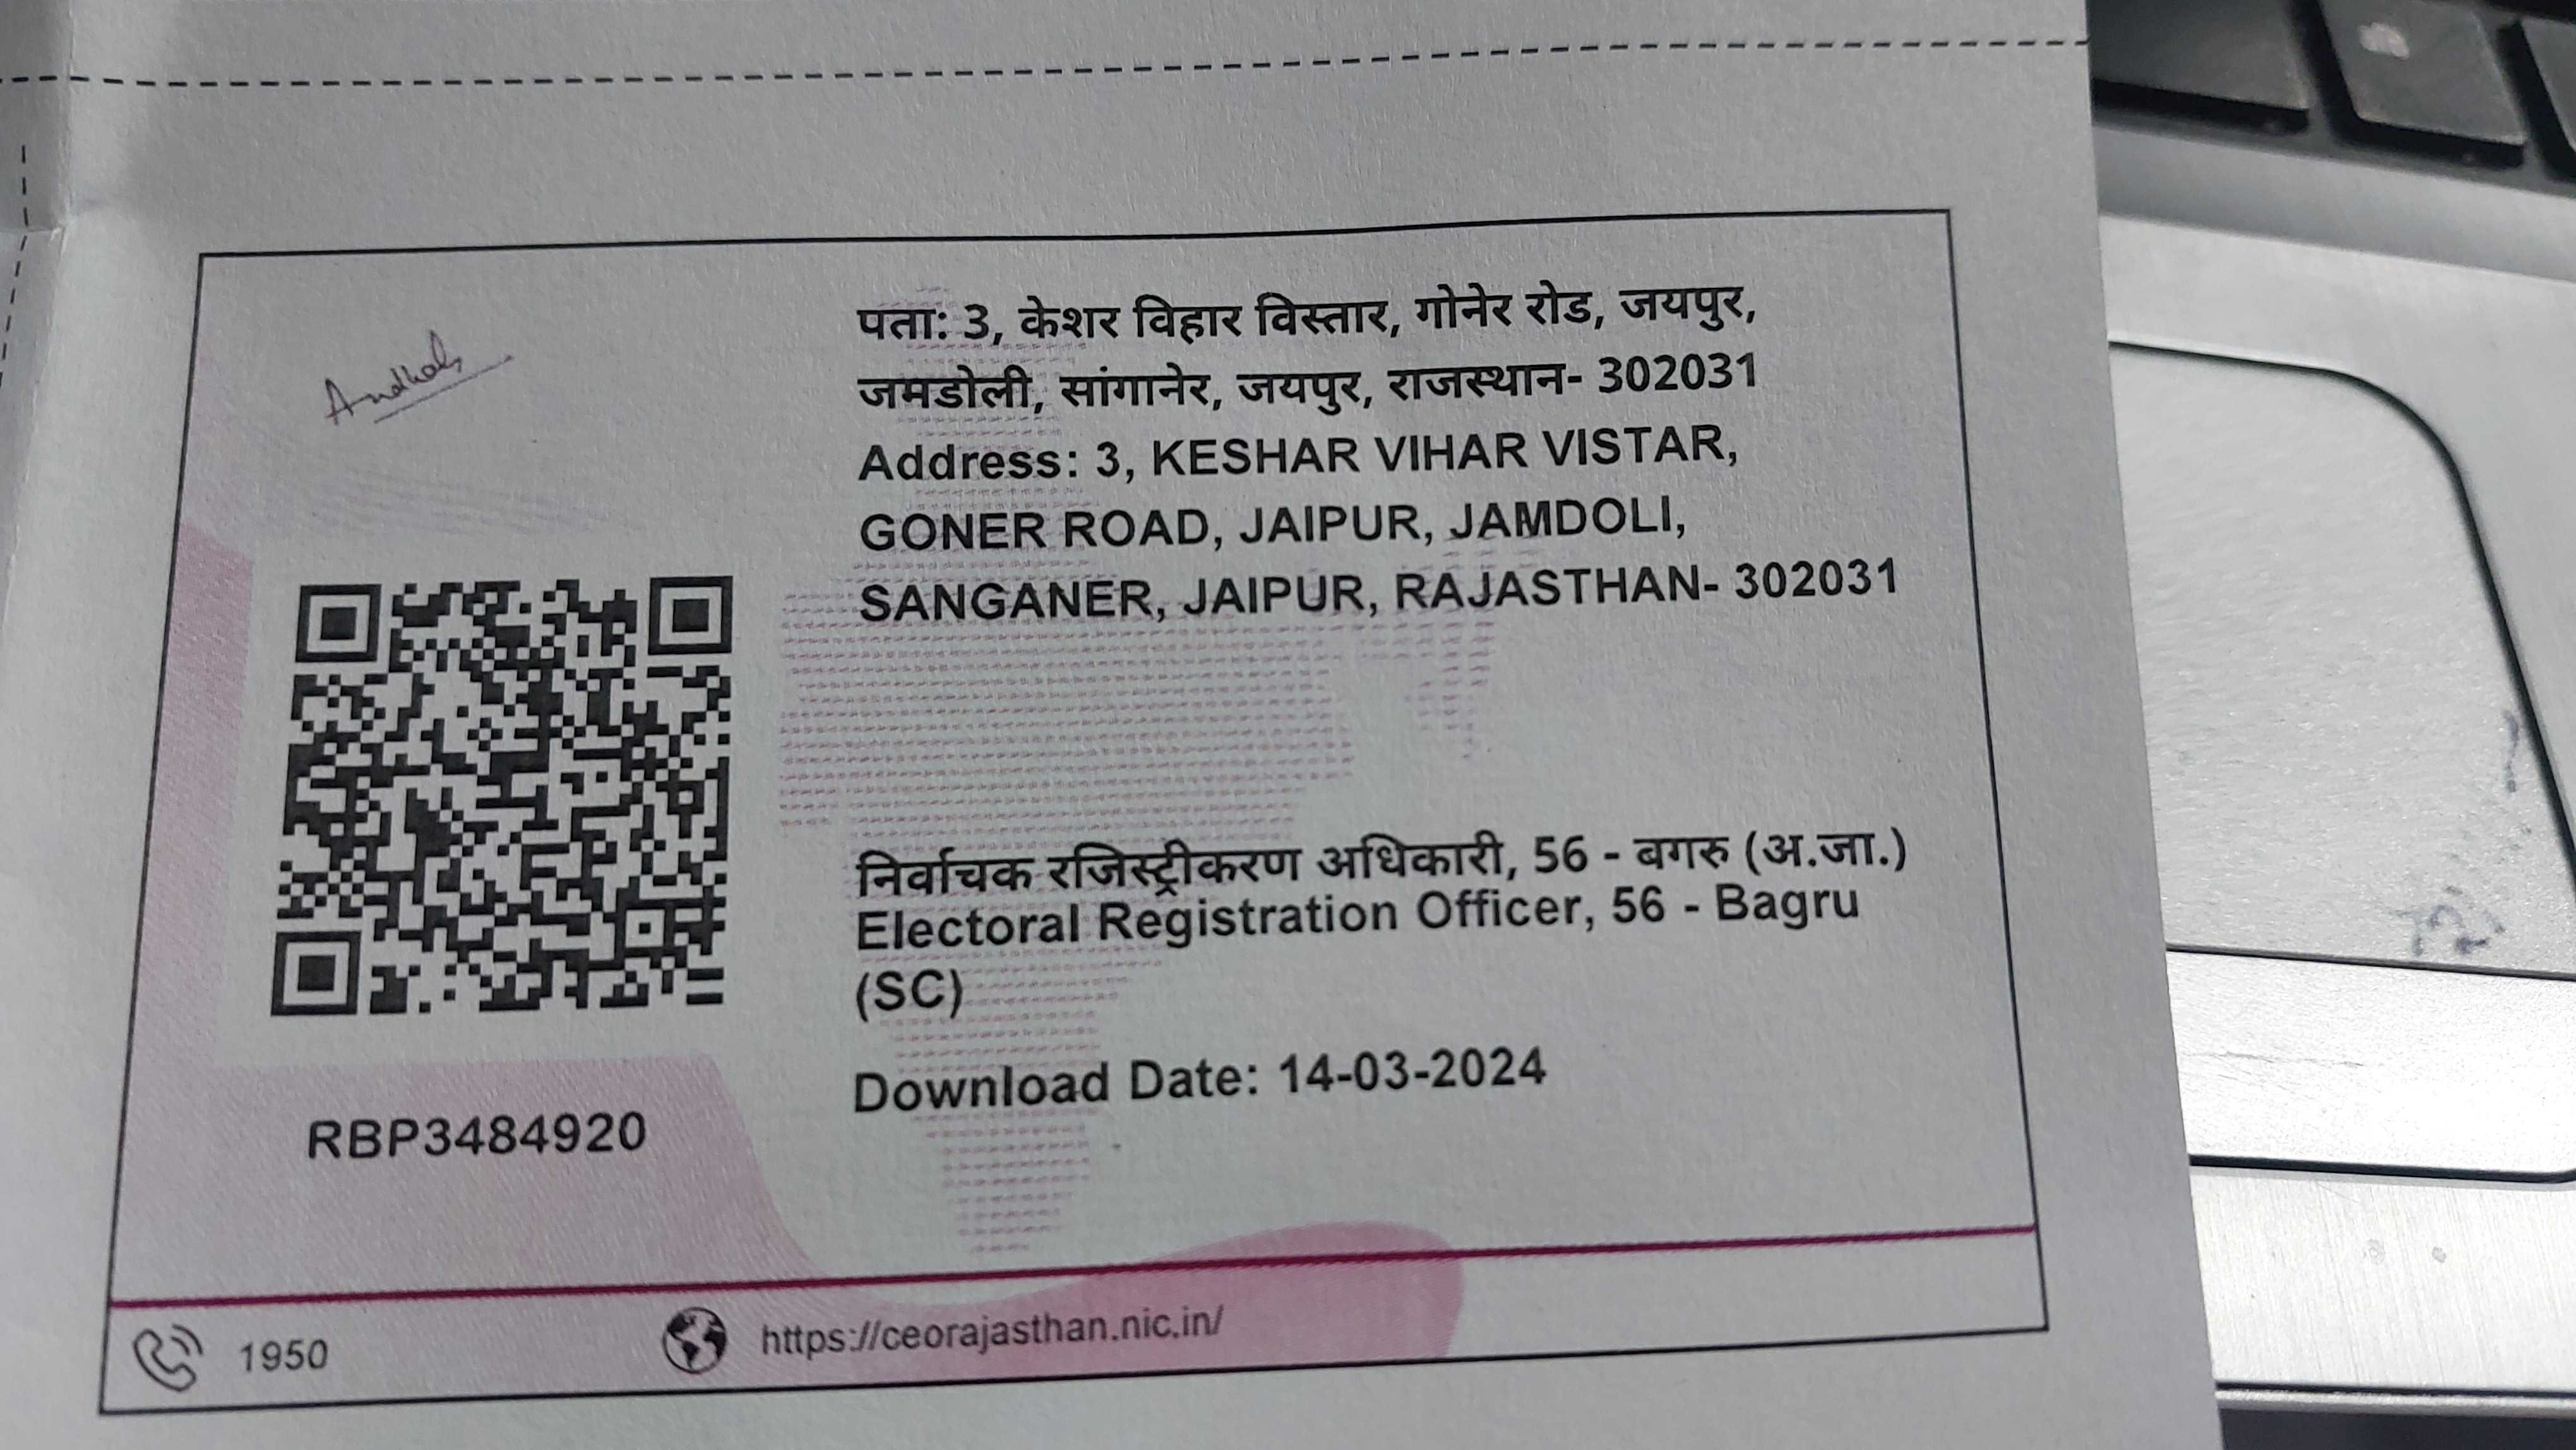 पता: 3, केशर विहार विस्तार, गोनेर रोड, जयपुर,
जमडोली, सांगानेर, जयपुर, राजस्थान- 302031
Address: 3, KESHAR VIHAR VISTAR,
GONER ROAD, JAIPUR, JAMDOLI,
SANGANER, JAIPUR, RAJASTHAN- 302031
निर्वाचक रजिस्ट्रीकरण अधिकारी, 56 - बगरु (अ.जा.)
Electoral Registration Officer, 56 - Bagru
(SC)
Download Date: 14-03-2024
RBP3484920
1950
https://ceorajasthan.nic.in/